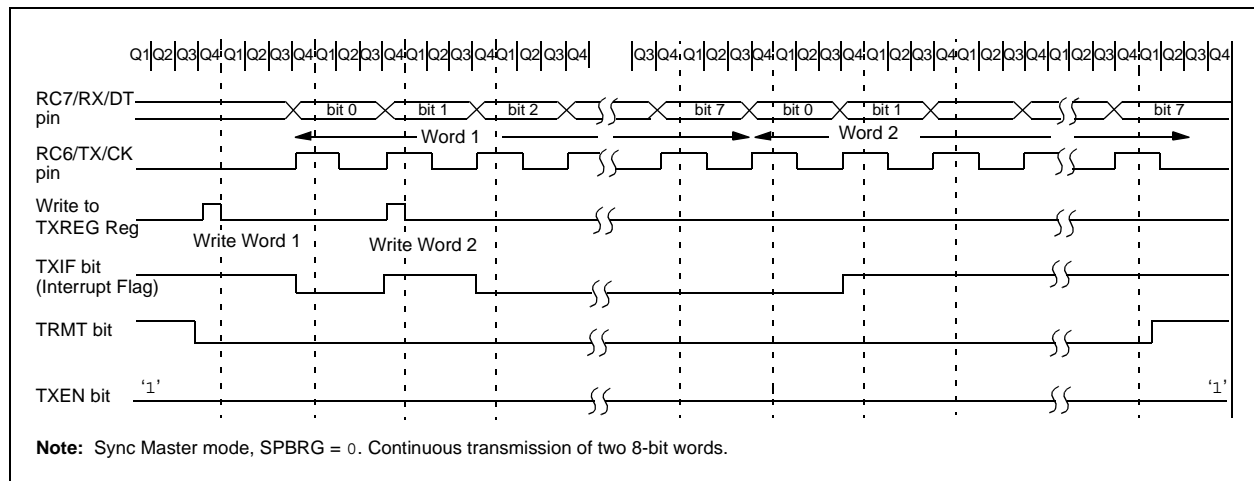 Q1 Q2 Q3 Q4 Q1 Q2 Q3 Q4 Q1 Q2 Q3 Q4 Q1 Q2 Q3 Q4 Q1 Q2 Q3 Q4 Q3 Q4 Q1 Q2 Q3 Q4 Q1 Q2 Q3 Q4 Q1 Q2 Q3 Q4 Q1 Q2 Q3 Q4 Q1 Q2 Q3 Q4 Q1 Q2 Q3 Q4
RC7/RX/DT
pin
bit 0 bit 1 bit 2 bit 7 bit 0 bit 1 bit 7
Word 1 Word 2
RC6/TX/CK
pin
Write to
TXREG Reg
Write Word 1 Write Word 2
TXIF bit
(Interrupt Flag)
TRMT bit
TXEN bit
‘1’ ‘1’
Note: Sync Master mode, SPBRG = 0. Continuous transmission of two 8-bit words.